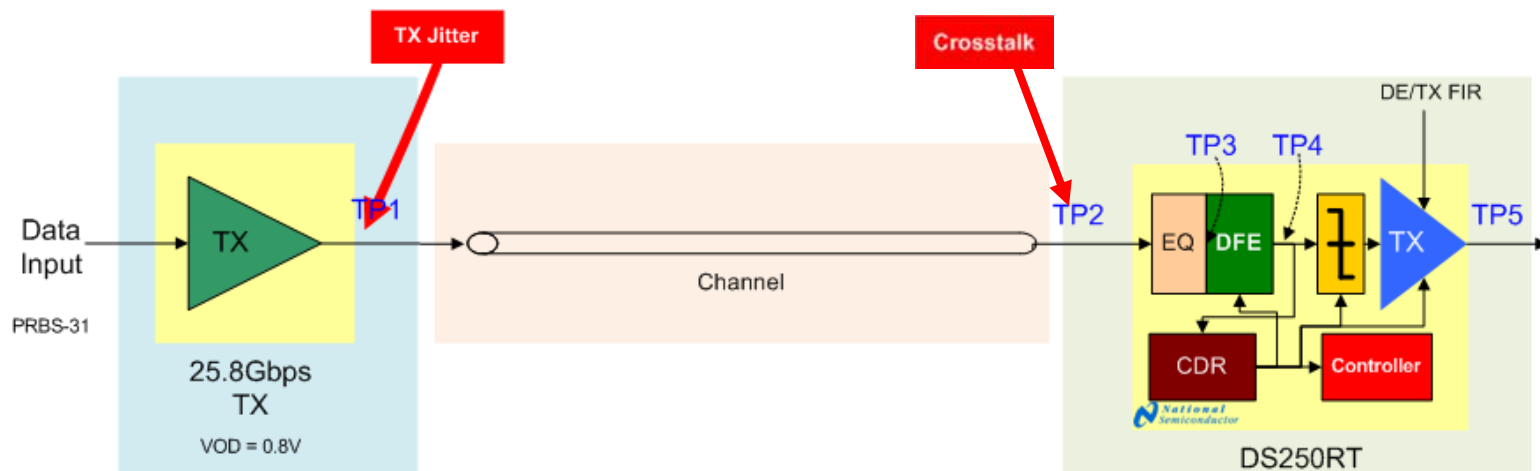 TX Jitter
Crosstalk
DE/TX FIR
TP1
TP2
TP3
TP4
TP5
Data
Input
PRBS-31
TX
Channel
EQ
DFE
TX
CDR
Controller
National
Semiconductor
25.8Gbps
TX
VOD = 0.8V
DS250RT